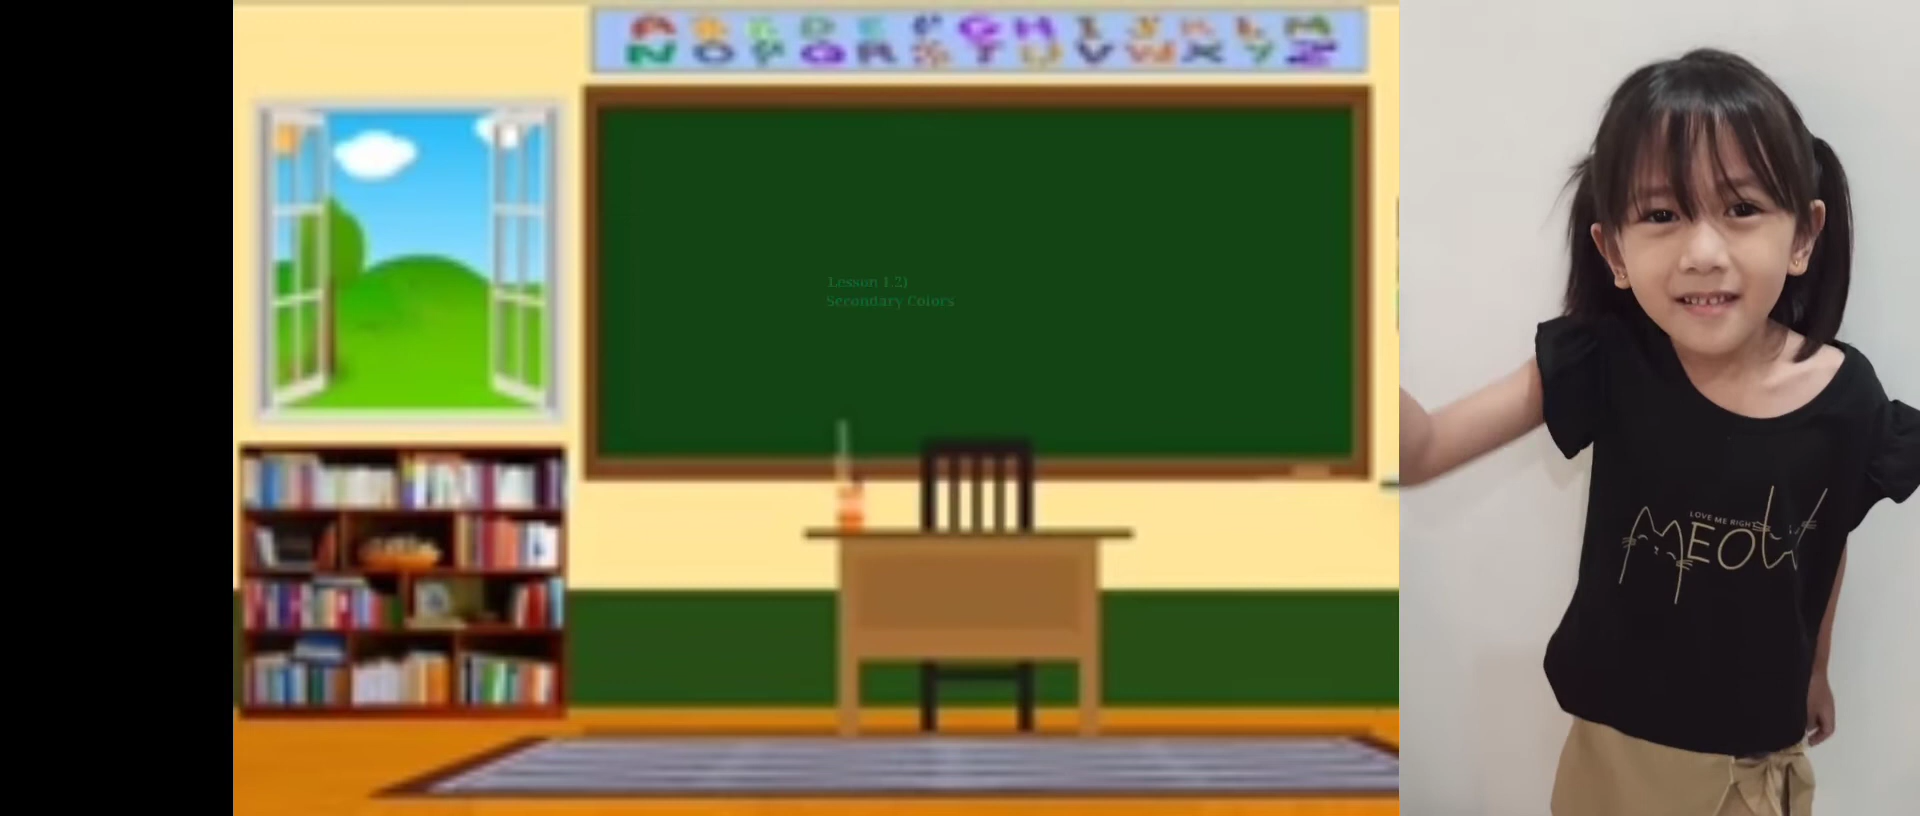 A B C D E F G H I J K L M
N O P Q R S T U V W X Y Z
Lesson 1.2)
Secondary Colors
LOVE ME RIGHT
MEOW